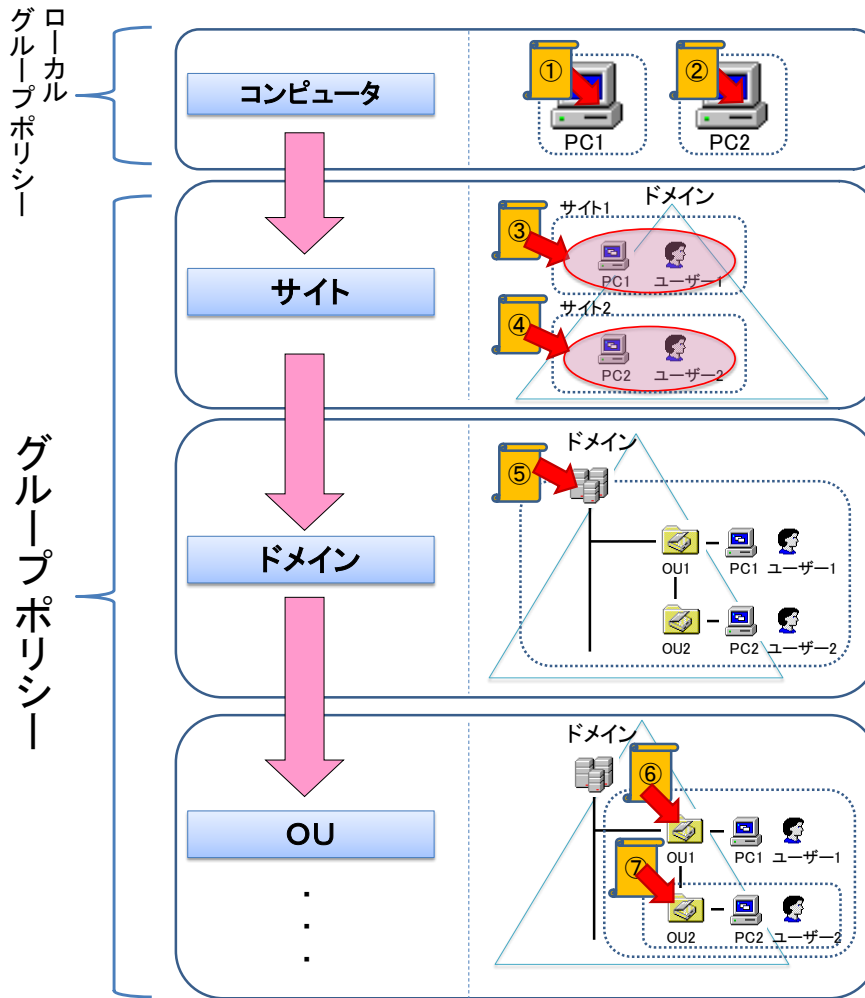 ローカル
グループポリシー
コンピュータ
①
PC1
②
PC2
グループポリシー
サイト
ドメイン
サイト1
③
PC1
ユーザー1
サイト2
④
PC2
ユーザー2
ドメイン
ドメイン
⑤
OU1
PC1
ユーザー1
OU2
PC2
ユーザー2
OU
・
・
・
ドメイン
⑥
OU1
PC1
ユーザー1
⑦
OU2
PC2
ユーザー2